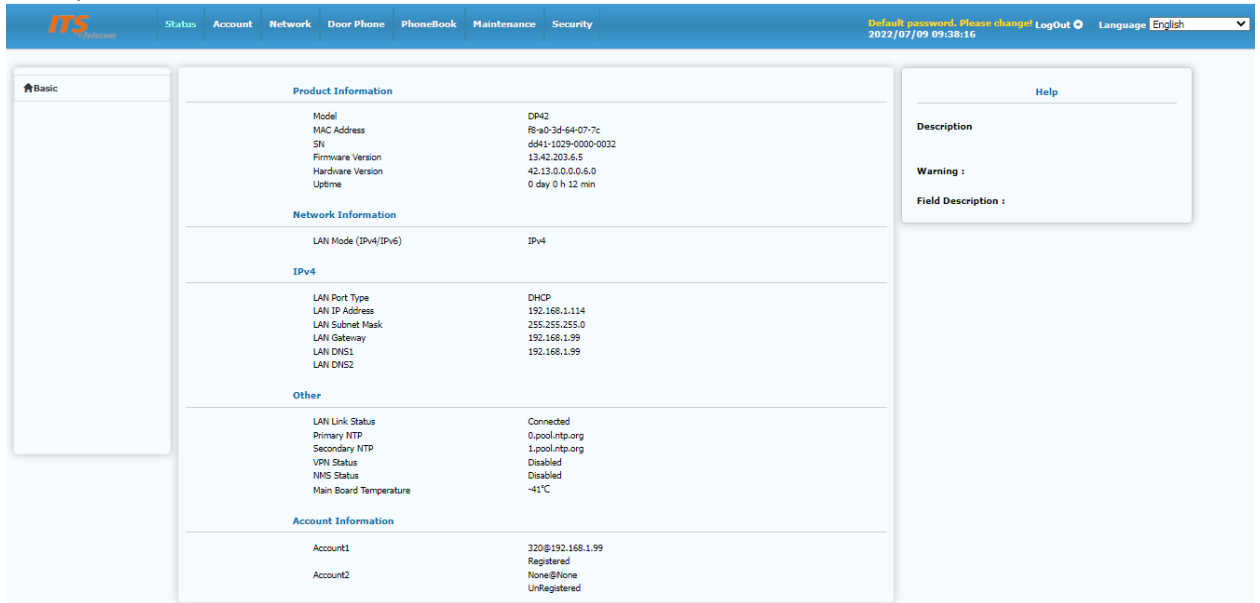 ITS Telecom
Status Account Network Door Phone PhoneBook Maintenance Security
Default password. Please change! LogOut Language English
2022/07/09 09:38:16
Basic
Product Information
Model DP42
MAC Address f8-a0-3d-64-07-7c
SN dd41-1029-0000-0032
Firmware Version 13.42.203.6.5
Hardware Version 42.13.0.0.0.6.0
Uptime 0 day 0 h 12 min
Network Information
LAN Mode (IPv4/IPv6) IPv4
IPv4
LAN Port Type DHCP
LAN IP Address 192.168.1.114
LAN Subnet Mask 255.255.255.0
LAN Gateway 192.168.1.99
LAN DNS1 192.168.1.99
LAN DNS2
Other
LAN Link Status Connected
Primary NTP 0.pool.ntp.org
Secondary NTP 1.pool.ntp.org
VPN Status Disabled
NMS Status Disabled
Main Board Temperature -41℃
Account Information
Account1 320@192.168.1.99
Registered
Account2 None@None
UnRegistered
Help
Description
Warning :
Field Description :